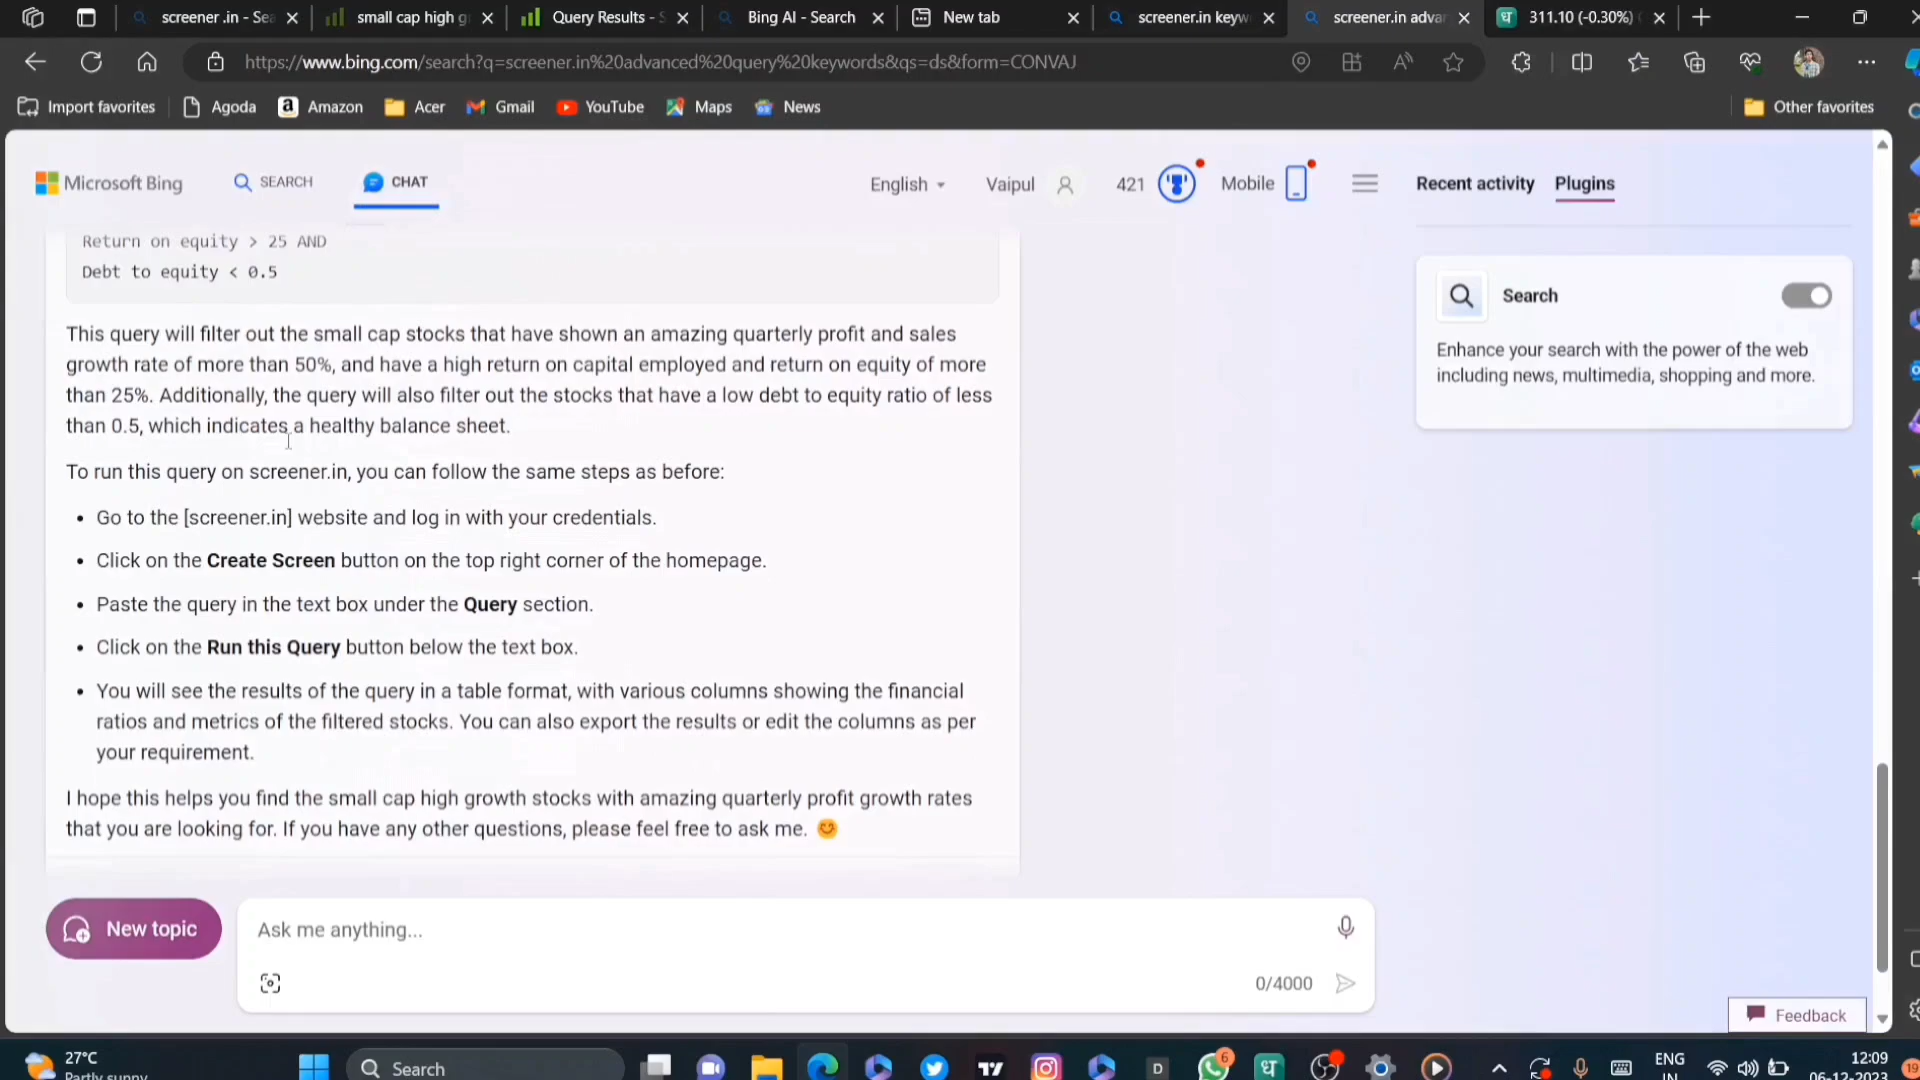 screener .in - Sea
small cap high g
Query Results - S
Bing AI - Search
New tab
screener.in keyw
screener.in adva
311.10 (-0.30%)
https://www.bing.com/search?q=screener.in%20advanced%20query%20keywords&qs=ds&form=CONVAJ
Import favorites
Agoda
Amazon
Acer
Gmail
YouTube
Maps
News
Other favorites
Microsoft Bing
SEARCH
CHAT
English
Vaipul
421
Mobile
Recent activity
Plugins
Return on equity > 25 AND
Debt to equity < 0.5
This query will filter out the small cap stocks that have shown an amazing quarterly profit and sales
growth rate of more than 50%, and have a high return on capital employed and return on equity of more
than 25%. Additionally, the query will also filter out the stocks that have a low debt to equity ratio of less
than 0.5, which indicates a healthy balance sheet.
To run this query on screener.in, you can follow the same steps as before:
• Go to the [screener.in] website and log in with your credentials.
• Click on the Create Screen button on the top right corner of the homepage.
• Paste the query in the text box under the Query section.
• Click on the Run this Query button below the text box.
• You will see the results of the query in a table format, with various columns showing the financial
ratios and metrics of the filtered stocks. You can also export the results or edit the columns as per
your requirement.
I hope this helps you find the small cap high growth stocks with amazing quarterly profit growth rates
that you are looking for. If you have any other questions, please feel free to ask me. 😊
Search
Enhance your search with the power of the web
including news, multimedia, shopping and more.
New topic
Ask me anything...
0/4000
Feedback
27°C
Partly sunny
Search
D
6
ध
ENG
IN
12:09
06-12-2023
19